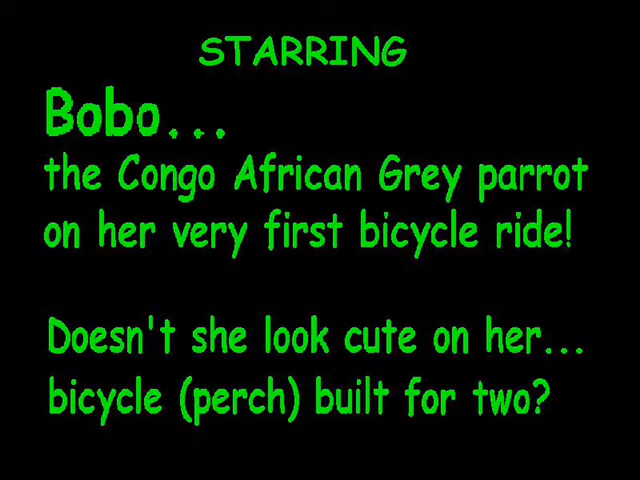 STARRING
Bobo...
the Congo African Grey parrot
on her very first bicycle ride!
Doesn't she look cute on her...
bicycle (perch) built for two?